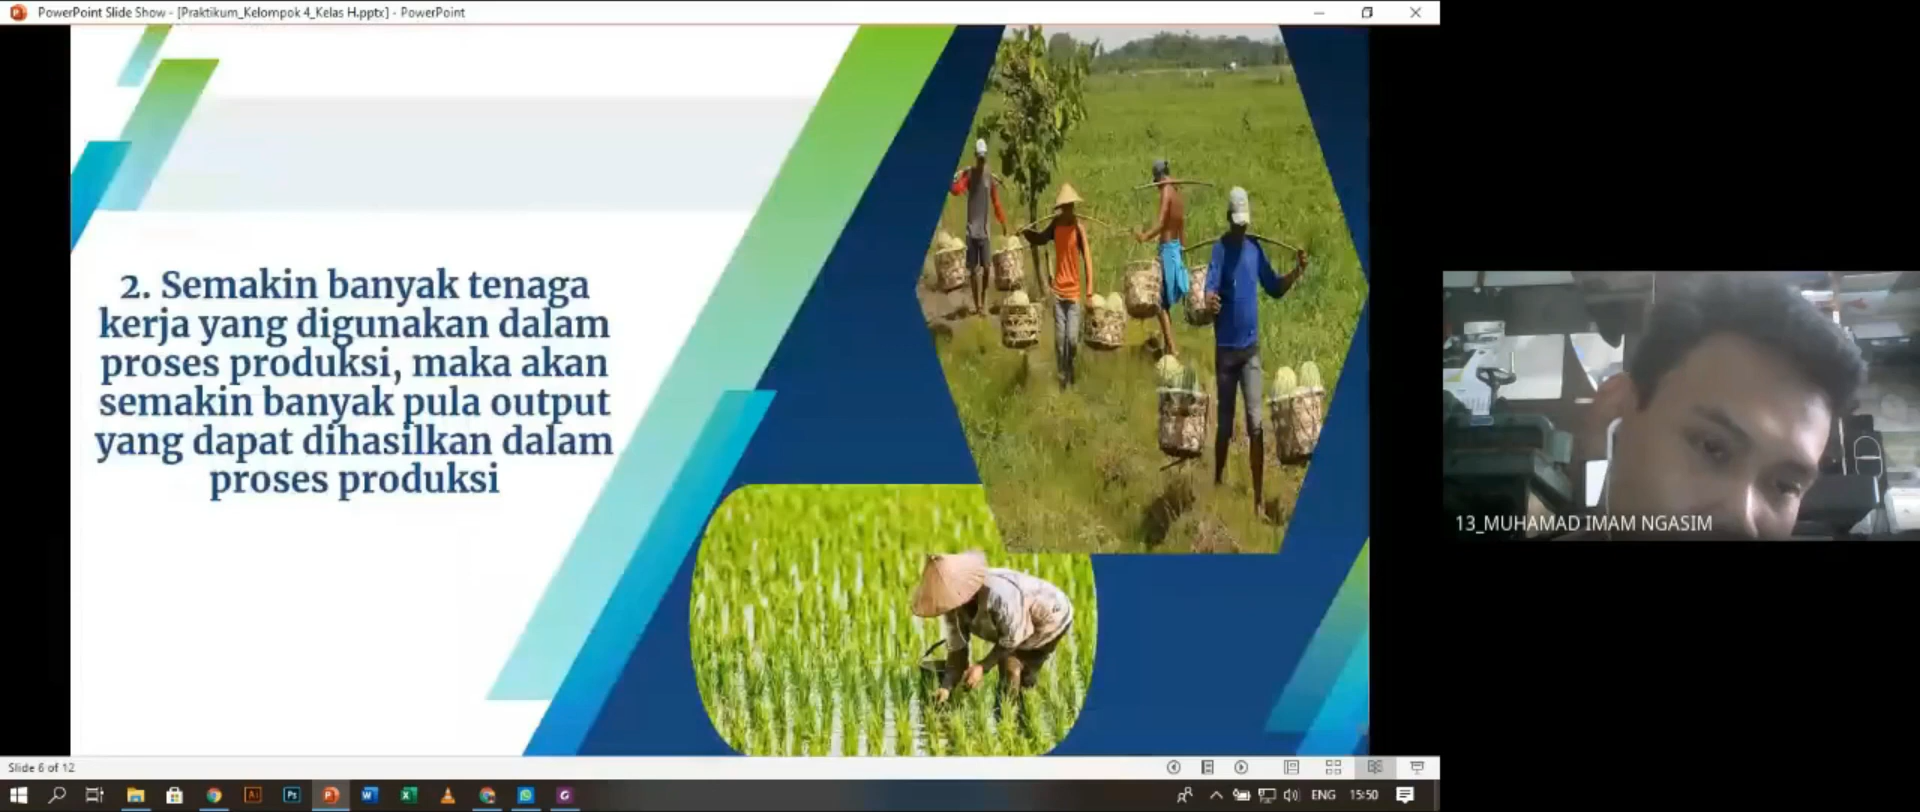 PowerPoint Slide Show - [Praktikum_Kelompok 4_Kelas H.pptx] - PowerPoint
2. Semakin banyak tenaga
kerja yang digunakan dalam
proses produksi, maka akan
semakin banyak pula output
yang dapat dihasilkan dalam
proses produksi
13_MUHAMAD IMAM NGASIM
Slide 6 of 12
ENG
15:50